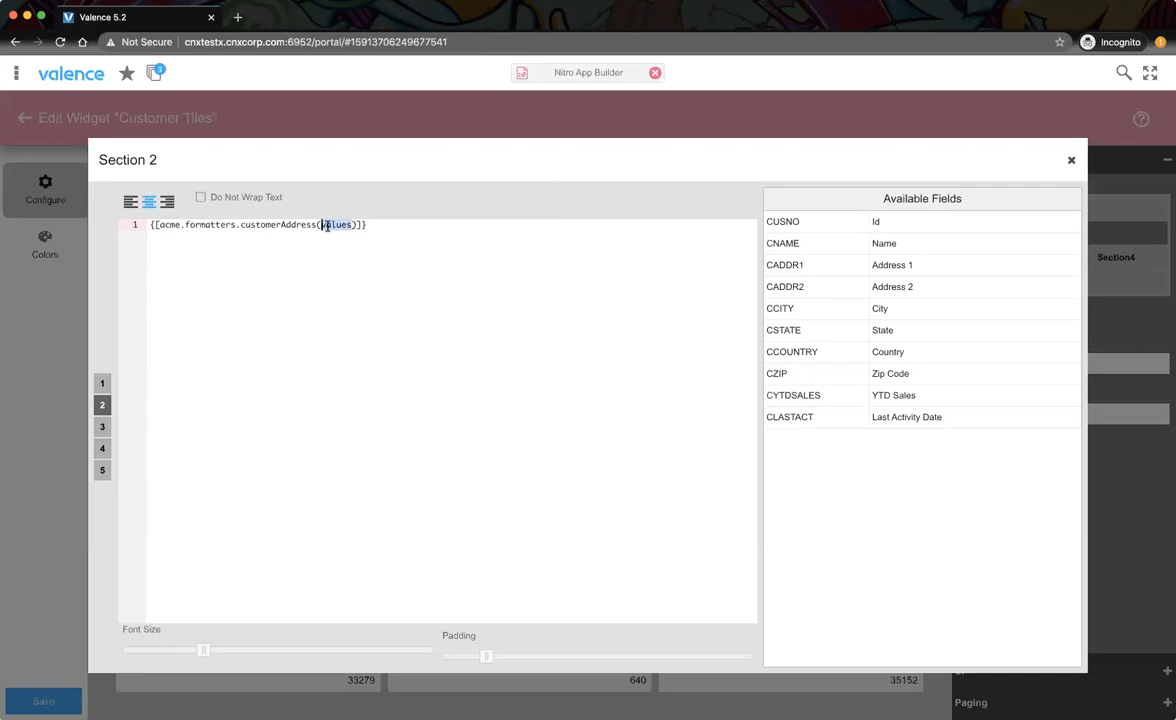 Valence 5.2
Not Secure
cnxtestx.cnxcorp.com:6952/portal/#15913706249677541
Incognito
valence
3
Nitro App Builder
Edit Widget "Customer Tiles"
Section 2
Configure
Colors
Do Not Wrap Text
1 {[acme.formatters.customerAddress(values)]}
Available Fields
CUSNO Id
CNAME Name
CADDR1 Address 1
CADDR2 Address 2
CCITY City
CSTATE State
CCOUNTRY Country
CZIP Zip Code
CYTDSALES YTD Sales
CLASTACT Last Activity Date
Section4
1
2
3
4
5
Font Size
Padding
33279
640
35152
Save
Paging